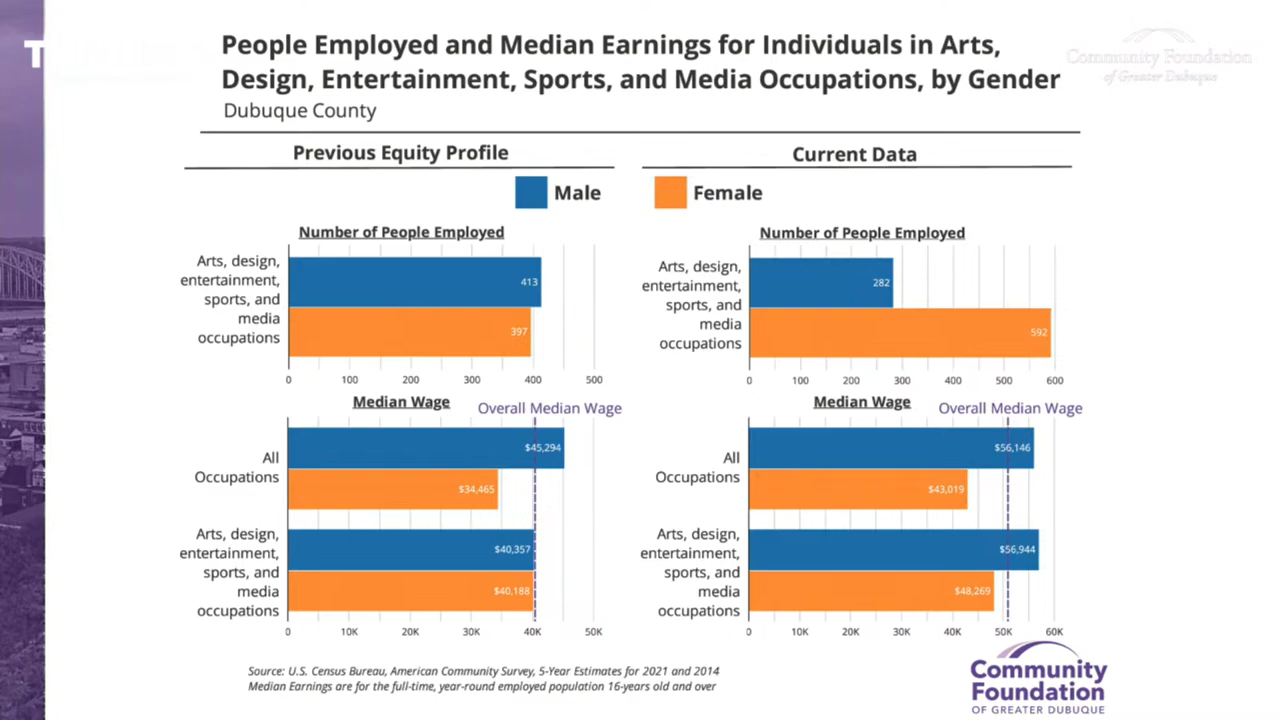 People Employed and Median Earnings for Individuals in Arts,
Design, Entertainment, Sports, and Media Occupations, by Gender
Dubuque County
Community Foundation
of Greater Dubuque
Previous Equity Profile
Current Data
Male
Female
Number of People Employed
Arts, design,
entertainment,
sports, and
media
occupations
413
397
0 100 200 300 400 500
Number of People Employed
Arts, design,
entertainment,
sports, and
media
occupations
282
592
0 100 200 300 400 500 600
Median Wage
Overall Median Wage
All
Occupations
$45,294
$34,465
Arts, design,
entertainment,
sports, and
media
occupations
$40,357
$40,188
0 10K 20K 30K 40K 50K
Median Wage
Overall Median Wage
All
Occupations
$56,146
$43,019
Arts, design,
entertainment,
sports, and
media
occupations
$56,944
$48,269
0 10K 20K 30K 40K 50K 60K
Source: U.S. Census Bureau, American Community Survey, 5-Year Estimates for 2021 and 2014
Median Earnings are for the full-time, year-round employed population 16-years old and over
Community
Foundation
OF GREATER DUBUQUE